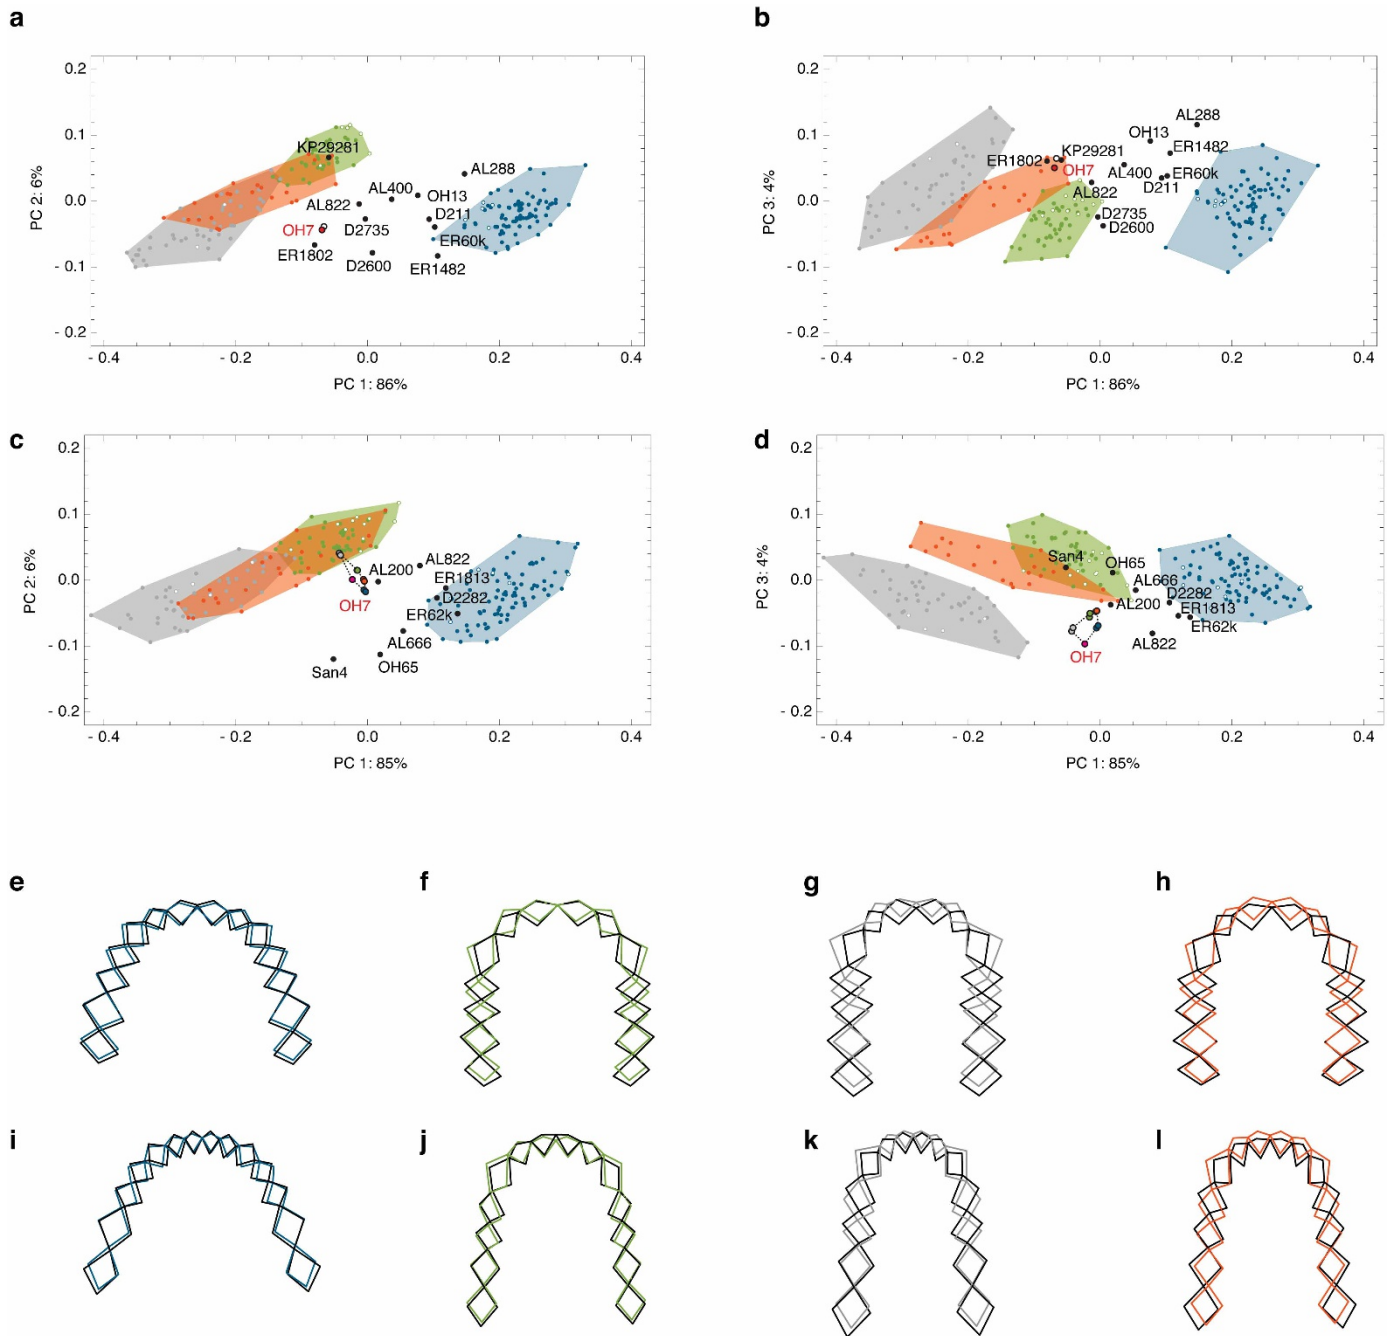 a
0.2
0.1
0.0
- 0.1
- 0.2
PC 2: 6%
KP29281
AL288
AL400
OH13
AL822
D211
OH7
D2735
ER60k
ER1802
D2600
ER1482
- 0.4
- 0.2
0.0
0.2
0.4
PC 1: 86%
b
0.2
0.1
0.0
- 0.1
- 0.2
PC 3: 4%
AL288
OH13
ER1482
KP29281
ER1802
OH7
AL400
ER60k
D211
AL822
D2735
D2600
- 0.4
- 0.2
0.0
0.2
0.4
PC 1: 86%
c
0.2
0.1
0.0
- 0.1
- 0.2
PC 2: 6%
AL822
AL200
ER1813
D2282
OH7
ER62k
AL666
San4
OH65
- 0.4
- 0.2
0.0
0.2
0.4
PC 1: 85%
d
0.2
0.1
0.0
- 0.1
- 0.2
PC 3: 4%
San4
OH65
AL666
D2282
AL200
ER1813
ER62k
AL822
OH7
- 0.4
- 0.2
0.0
0.2
0.4
PC 1: 85%
e
f
g
h
i
j
k
l